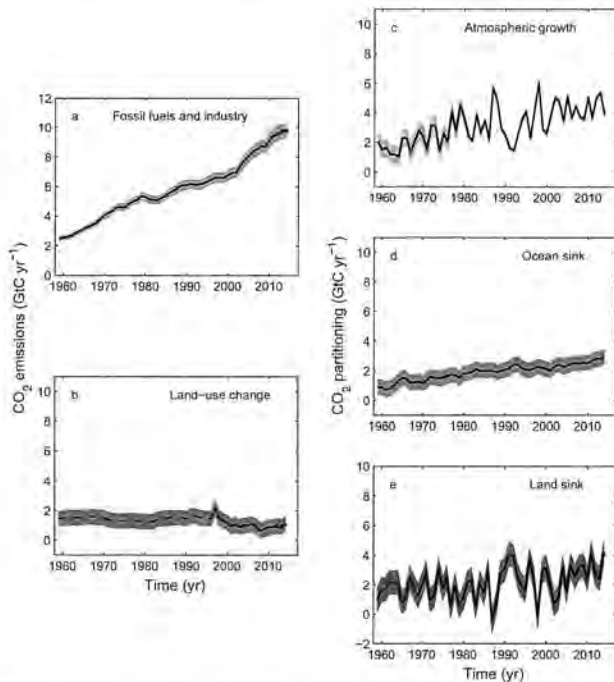 a Fossil fuels and industry
12
10
8
6
4
2
0
1960 1970 1980 1990 2000 2010
CO2 emissions (GtC yr−1)
b Land−use change
10
8
6
4
2
0
1960 1970 1980 1990 2000 2010
Time (yr)
c Atmospheric growth
10
8
6
4
2
0
1960 1970 1980 1990 2000 2010
CO2 partitioning (GtC yr−1)
d Ocean sink
10
8
6
4
2
0
1960 1970 1980 1990 2000 2010
e Land sink
10
8
6
4
2
0
−2
1960 1970 1980 1990 2000 2010
Time (yr)